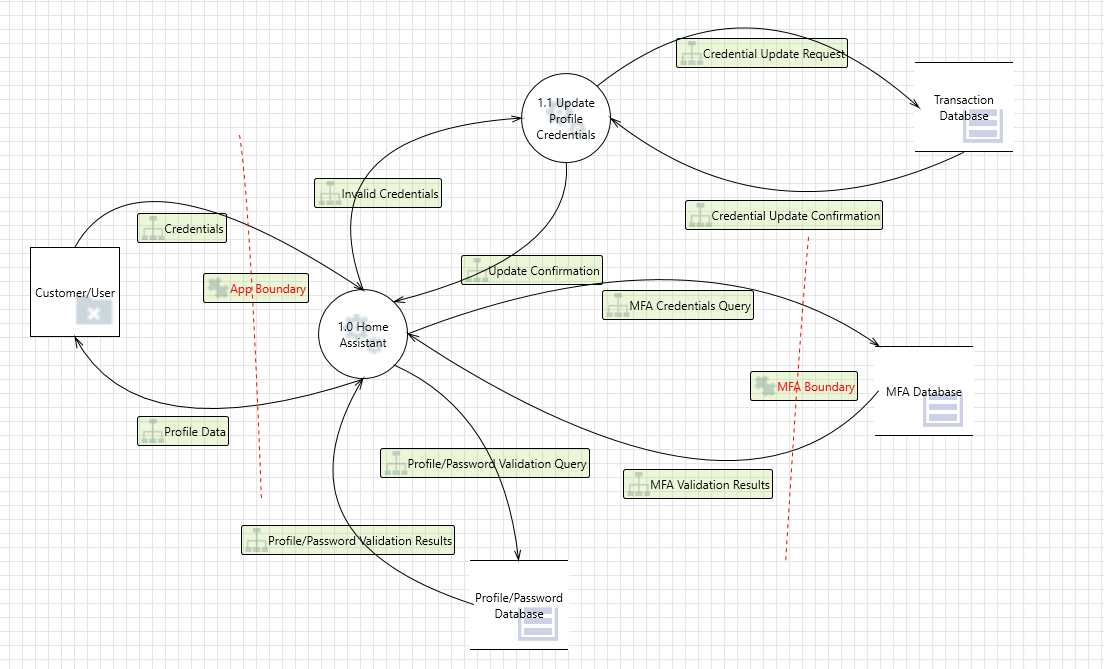 Credential Update Request
1.1 Update
Profile
Credentials
Transaction
Database
Invalid Credentials
Credentials
Credential Update Confirmation
Update Confirmation
Customer/User
App Boundary
MFA Credentials Query
1.0 Home
Assistant
MFA Boundary
MFA Database
Profile Data
Profile/Password Validation Query
MFA Validation Results
Profile/Password Validation Results
Profile/Password
Database